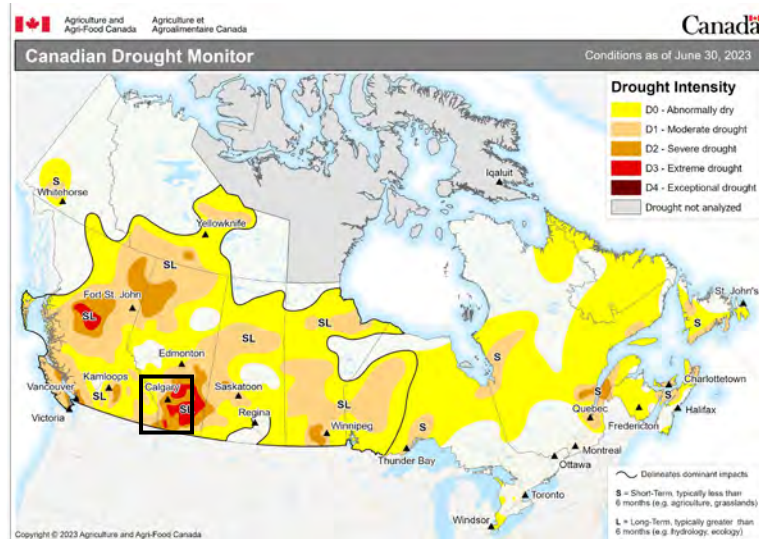 Agriculture and Agriculture et
Agri-Food Canada Agroalimentaire Canada
Canada
Canadian Drought Monitor
Conditions as of June 30, 2023
Drought Intensity
D0 - Abnormally dry
D1 - Moderate drought
D2 - Severe drought
D3 - Extreme drought
D4 - Exceptional drought
Drought not analyzed
Iqaluit
S
Whitehorse
Yellowknife
SL
Fort St. John
SL
St. John's
S
SL
SL
S
Edmonton
Kamloops
Calgary
Saskatoon
Vancouver
SL
SL
SL
Regina
Winnipeg
Victoria
S
Charlottetown
S
Quebec
Halifax
Fredericton
S
Thunder Bay
Montreal
Ottawa
Toronto
Windsor
Delineates dominant impacts
S = Short-Term, typically less than
6 months (e.g. agriculture, grasslands)
L = Long-Term, typically greater than
6 months (e.g. hydrology, ecology)
Copyright © 2023 Agriculture and Agri-Food Canada